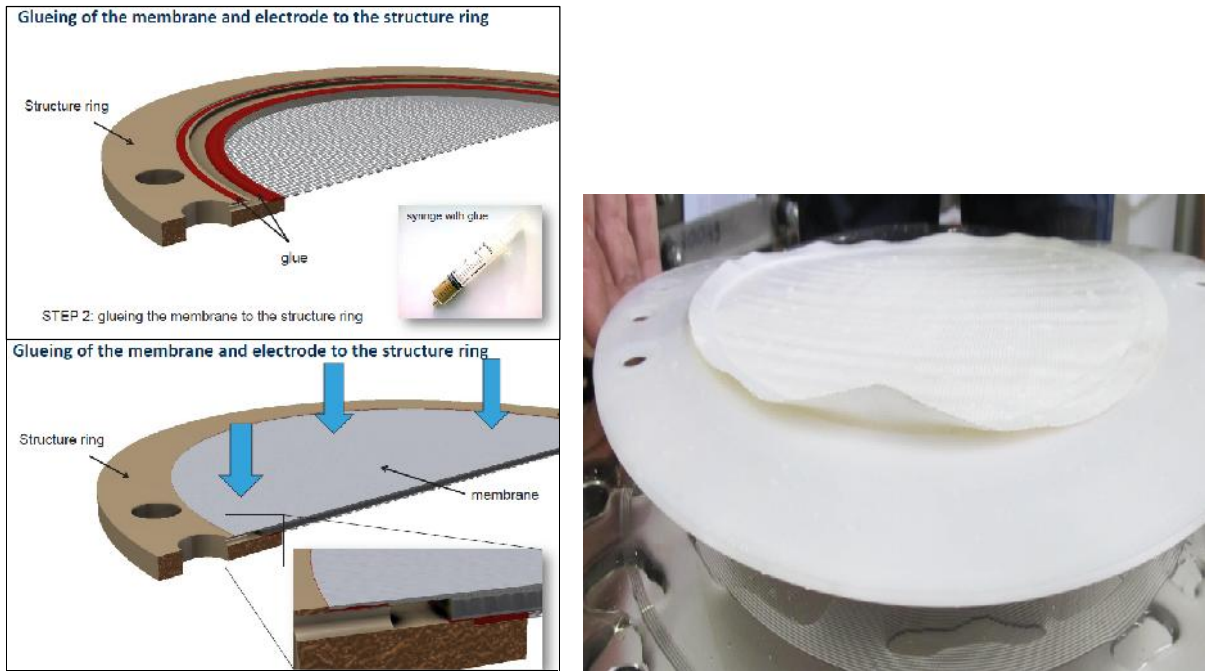 Glueing of the membrane and electrode to the structure ring
Structure ring
syringe with glue
glue
STEP 2: glueing the membrane to the structure ring
Glueing of the membrane and electrode to the structure ring
Structure ring
membrane